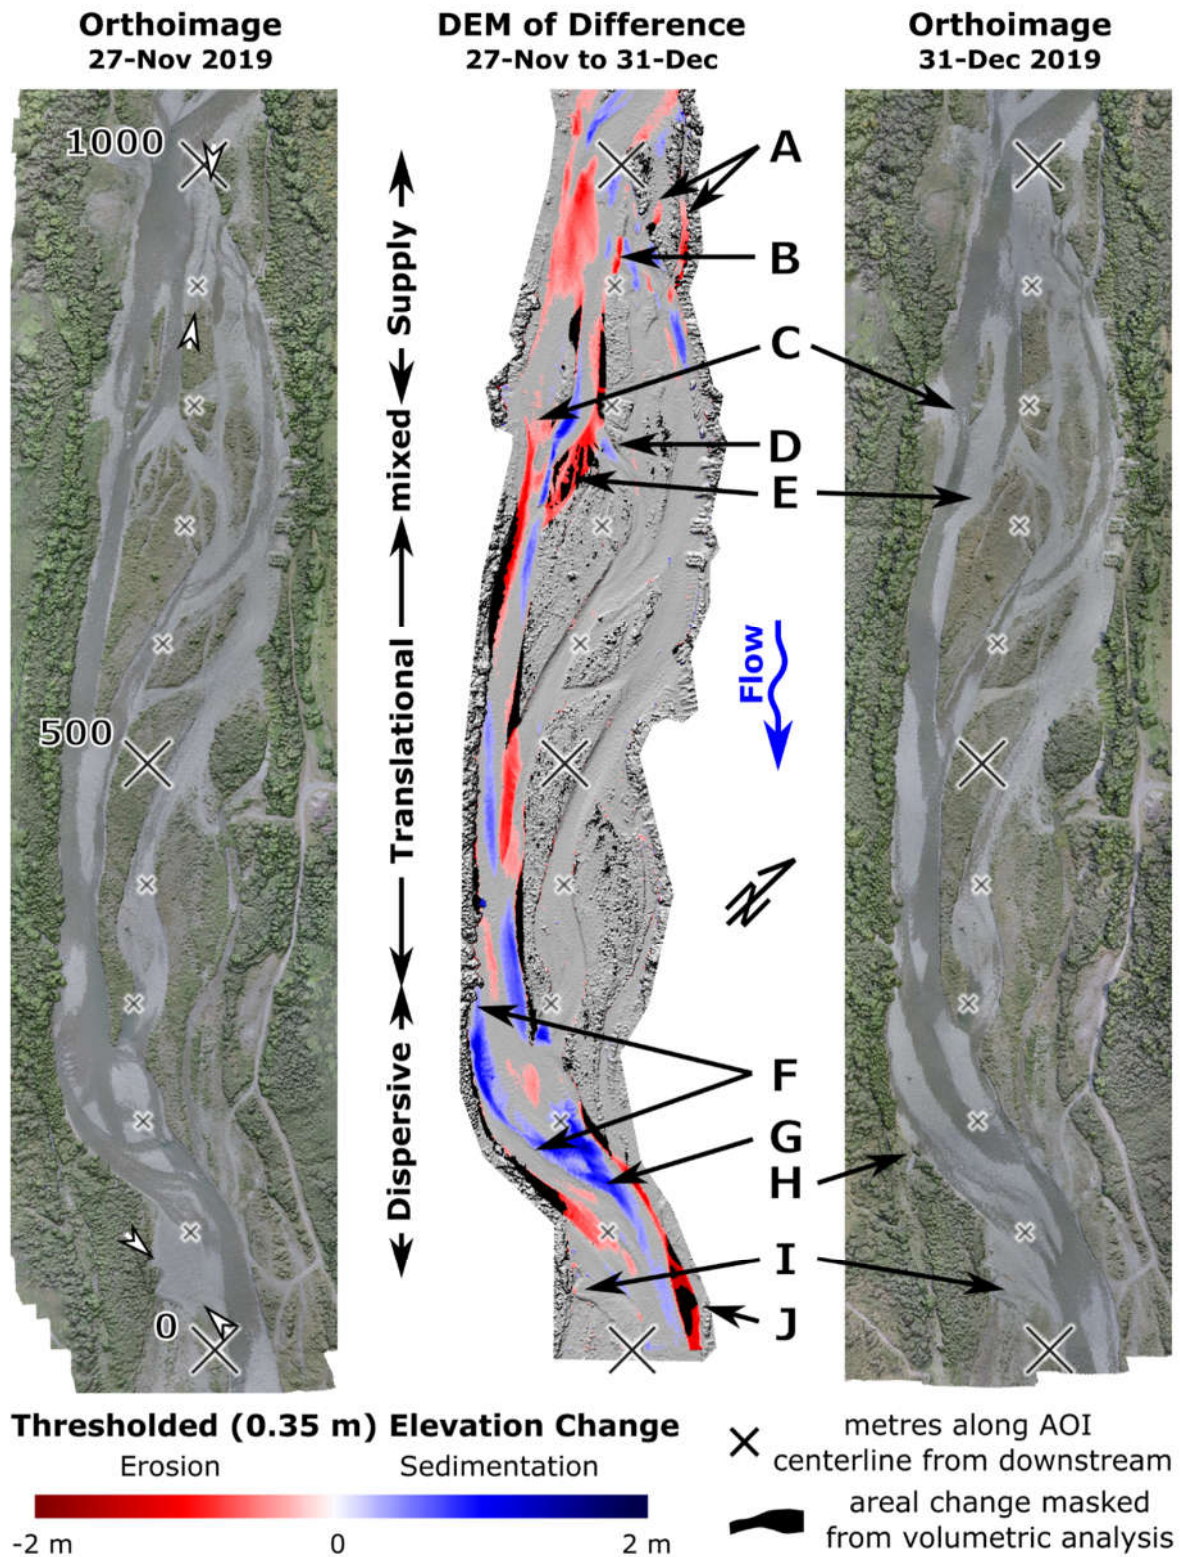 Orthoimage
27-Nov 2019
DEM of Difference
27-Nov to 31-Dec
Orthoimage
31-Dec 2019
1000
500
0
Supply
mixed
Translational
Dispersive
A
B
C
D
E
Flow
N
F
G
H
I
J
Thresholded (0.35 m) Elevation Change
Erosion
Sedimentation
-2 m
0
2 m
metres along AOI
centerline from downstream
areal change masked
from volumetric analysis